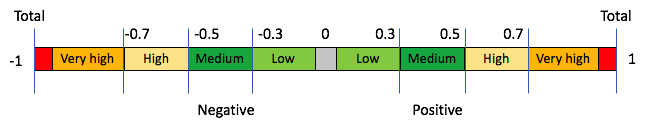 Total Total
-0.7 -0.5 -0.3 0 0.3 0.5 0.7
-1 Very high High Medium Low Low Medium High Very high 1
Negative Positive